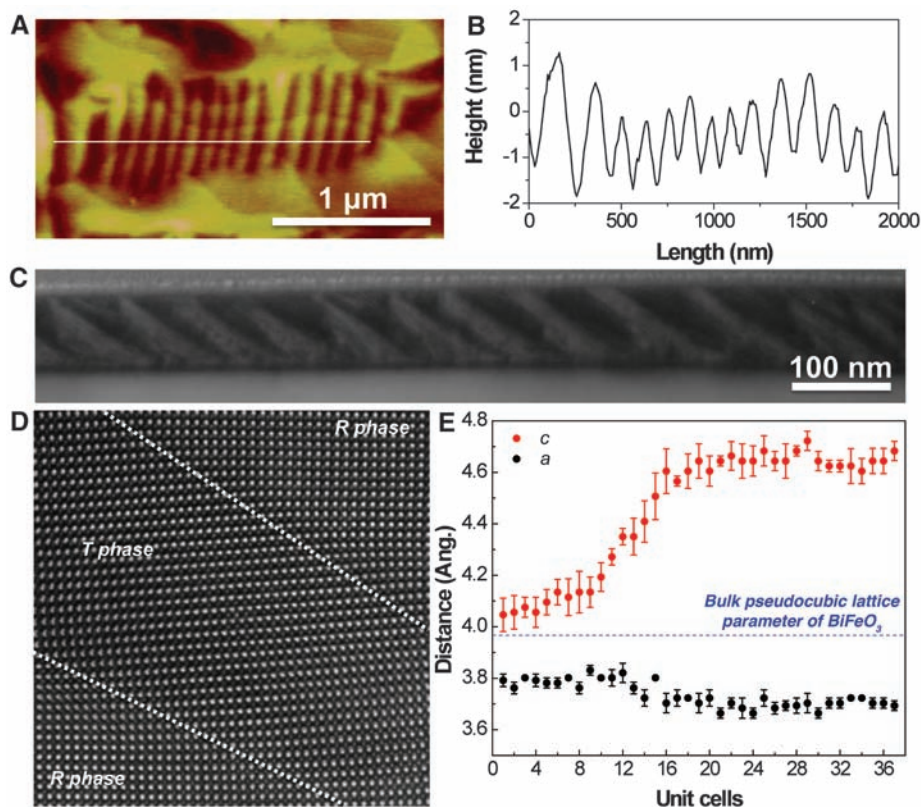 A
1 µm
B
Height (nm)
2
1
0
-1
-2
0
500
1000
1500
2000
Length (nm)
C
100 nm
D
R phase
T phase
R phase
E
c
a
Distance (Ang.)
4.8
4.6
4.4
4.2
4.0
3.8
3.6
Bulk pseudocubic lattice
parameter of BiFeO₃
0 4 8 12 16 20 24 28 32 36
Unit cells